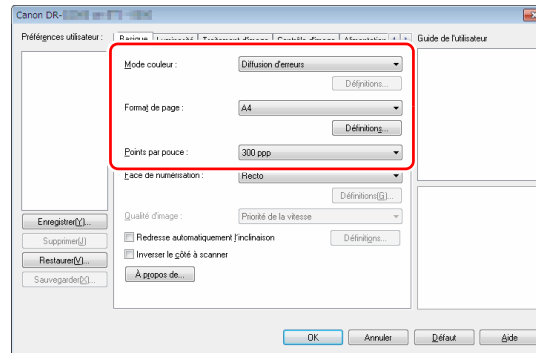 Canon DR-
Préférences utilisateur :
Basique Luminosité Traitement d'image Contrôle d'image Alimentation
Guide de l'utilisateur
Mode couleur : Diffusion d'erreurs
Définitions...
Format de page : A4
Définitions...
Points par pouce : 300 ppp
Face de numérisation : Recto
Définitions(G)...
Qualité d'image : Priorité de la vitesse
Enregistrer(Y)...
Redresse automatiquement l'inclinaison Définitigns...
Supprimer(J)
Inverser le côté à scanner
Restaurer(V)...
À propos de...
Sauvegarder(X)...
OK Annuler Défaut Aide